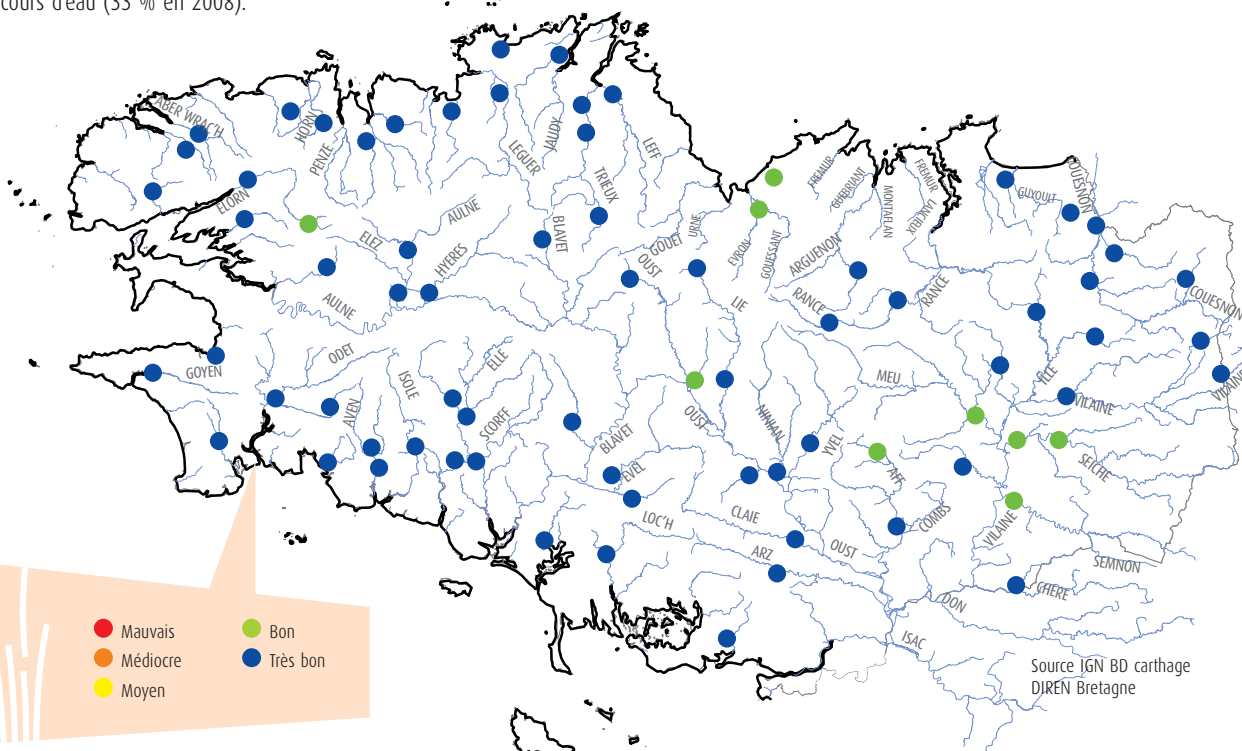 cours d'eau (33 % en 2008).
ABER WRAC'H
HORN
PENZE
LEGUER
JAUDY
TRIEUX
LEFF
ELORN
ELEZ
AULNE
HYERES
BLAVET
AULNE
GOUET
URNE
OUST
LIE
EVRON
GOUESSANT
FREMUR
GUEBRIANT
MONTAFILAN
FREMUR
LANCIEUX
ARGUENON
RANCE
RANCE
GUYOULT
COUESNON
COUESNON
GOYEN
ODET
AVEN
ISOLE
ELLE
SCORFF
BLAVET
EVEL
LOC'H
CLAIE
ARZ
OUST
OUST
NINIAN
YVEL
MEU
AFF
COMBS
ILLE
VILAINE
VILAINE
SEICHE
VILAINE
SEMNON
CHERE
DON
ISAC
Mauvais
Médiocre
Moyen
Bon
Très bon
Source IGN BD carthage
DIREN Bretagne